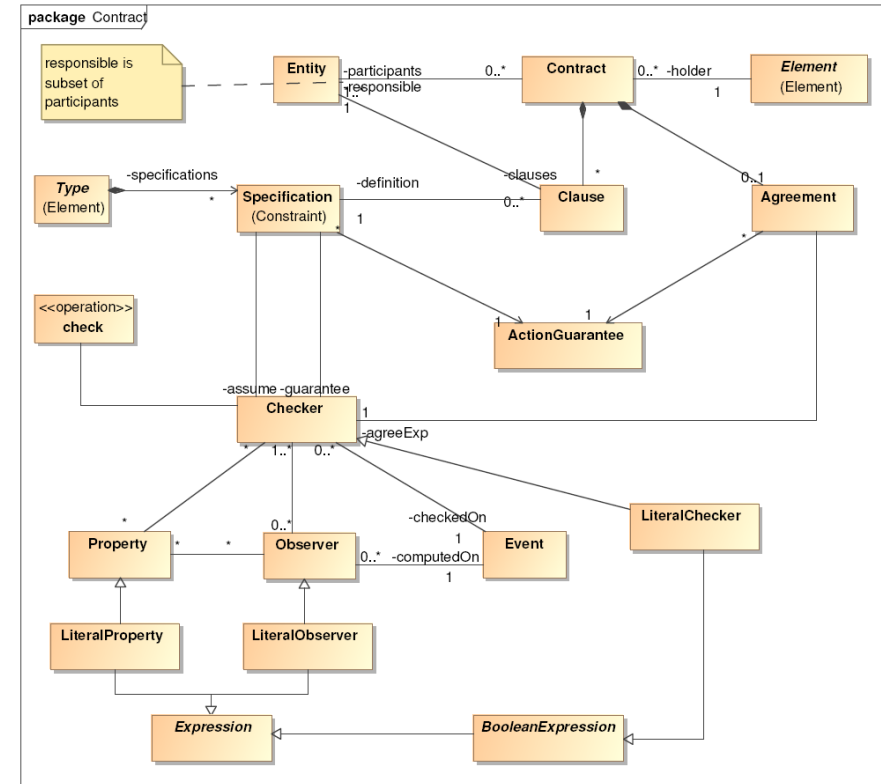 package Contract
responsible is
subset of
participants
Entity
-participants
0..*
-responsible
1..
1
Contract
0..* -holder
1
Element
(Element)
Type
(Element)
-specifications
*
Specification
(Constraint)
-definition
1
-clauses
0..*
*
Clause
0..1
Agreement
*
*
1
1
ActionGuarantee
<<operation>>
check
-assume -guarantee
Checker
1
-agreeExp
*
1..*
0..*
*
0..*
-checkedOn
1
LiteralChecker
Property
*
*
Observer
0..* -computedOn
1
Event
LiteralProperty
LiteralObserver
Expression
BooleanExpression